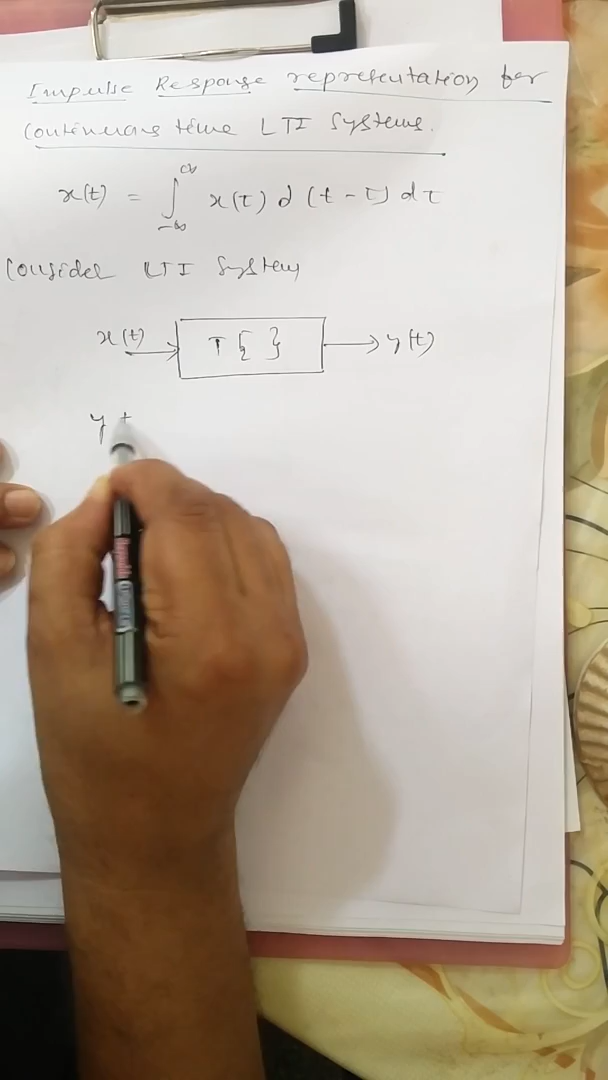 Impulse Response representation for
Continuous time LTI Systems.
x(t) = ∫_{-∞}^{∞} x(τ) δ (t - τ) dτ
Consider LTI System
x(t) → T{ } → y(t)
y t